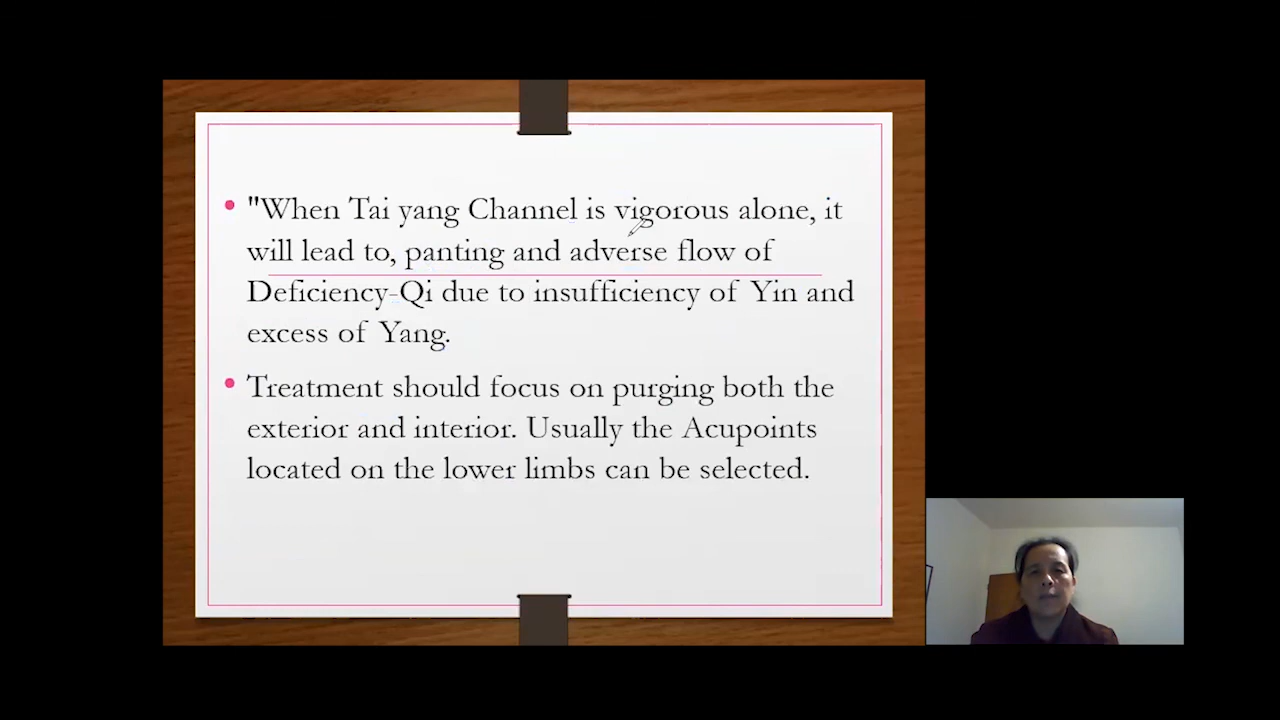 "When Tai yang Channel is vigorous alone, it
will lead to, panting and adverse flow of
Deficiency-Qi due to insufficiency of Yin and
excess of Yang.
Treatment should focus on purging both the
exterior and interior. Usually the Acupoints
located on the lower limbs can be selected.